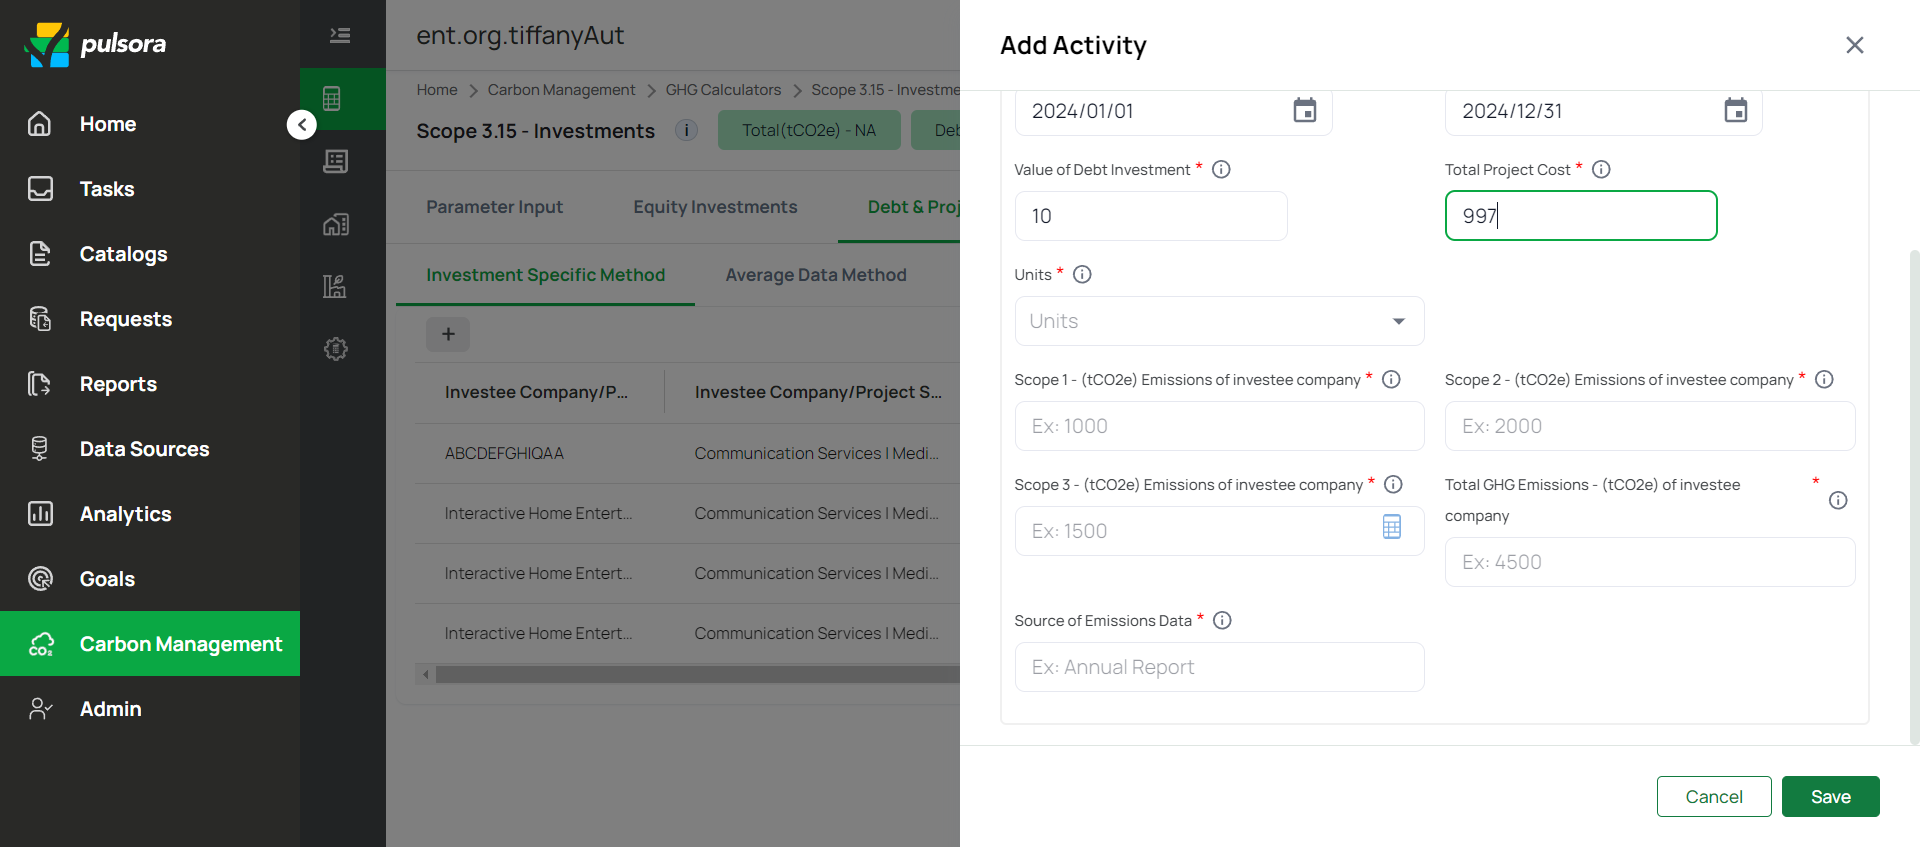 pulsora
Home
Tasks
Catalogs
Requests
Reports
Data Sources
Analytics
Goals
CO₂
Carbon Management
Admin
ent.org.tiffanyAut
Home > Carbon Management > GHG Calculators > Scope 3.15 - Investme
Scope 3.15 - Investments i Total(tCO2e) - NA Deb
Parameter Input Equity Investments Debt & Proj
Investment Specific Method Average Data Method
+
Investee Company/P... Investee Company/Project S...
ABCDEFGHIQAA Communication Services | Medi...
Interactive Home Entert... Communication Services | Medi...
Interactive Home Entert... Communication Services | Medi...
Interactive Home Entert... Communication Services | Medi...
Add Activity
2024/01/01 2024/12/31
Value of Debt Investment * Total Project Cost *
10 997
Units *
Units
Scope 1 - (tCO2e) Emissions of investee company * Scope 2 - (tCO2e) Emissions of investee company *
Ex: 1000 Ex: 2000
Scope 3 - (tCO2e) Emissions of investee company * Total GHG Emissions - (tCO2e) of investee *
company
Ex: 1500 Ex: 4500
Source of Emissions Data *
Ex: Annual Report
Cancel Save